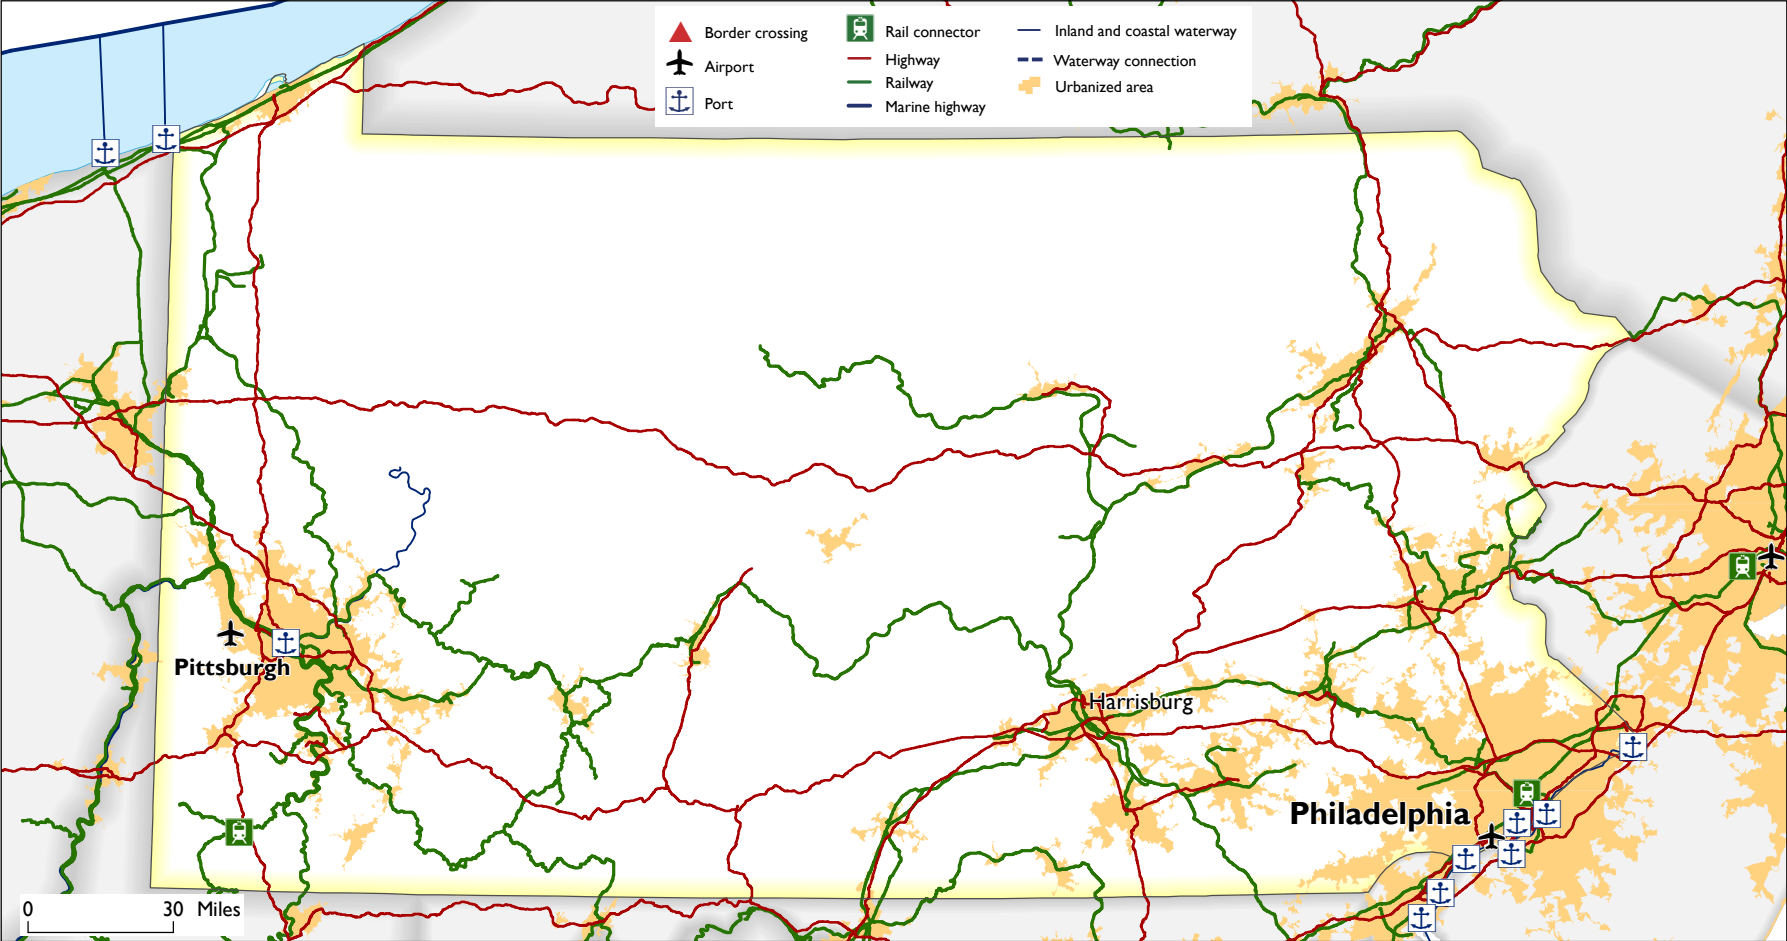 Border crossing
Airport
Port
Rail connector
Highway
Railway
Marine highway
Inland and coastal waterway
Waterway connection
Urbanized area
Pittsburgh
Harrisburg
Philadelphia
0 30 Miles